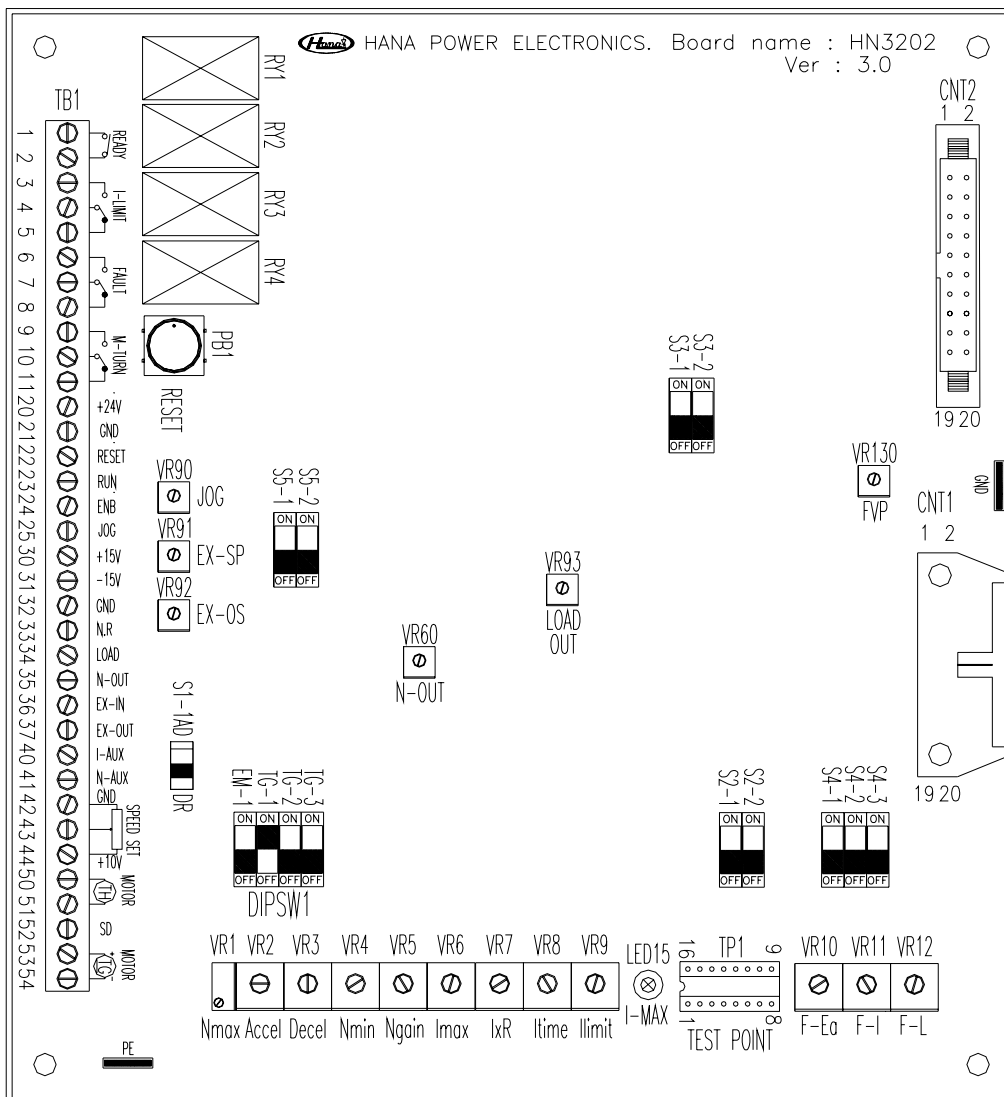 Hana HANA POWER ELECTRONICS. Board name : HN3202
Ver : 3.0
TB1
1
2
3
4
5
6
7
8
9
10
11
20
21
22
23
24
25
30
31
32
33
34
35
36
37
40
41
42
43
44
50
51
52
53
54
READY
I-LIMIT
FAULT
M-TURN
+24V
GND
RESET
RUN
ENB
JOG
+15V
-15V
GND
N.R
LOAD
N-OUT
EX-IN
EX-OUT
I-AUX
N-AUX
GND
SPEED SET
+10V
TH
MOTOR
SD
+
TG
MOTOR
RY1
RY2
RY3
RY4
PB1
RESET
VR90
JOG
VR91
EX-SP
VR92
EX-OS
S1-1AD
DR
S5-1 S5-2
ON ON
OFF OFF
VR60
N-OUT
VR93
LOAD
OUT
S3-1 S3-2
ON ON
OFF OFF
CNT2
1 2
19 20
VR130
FVP
GND
CNT1
1 2
19 20
EM-1 TG-1 TG-2 TG-3
ON ON ON ON
OFF OFF OFF OFF
DIPSW1
S2-1 S2-2
ON ON
OFF OFF
S4-1 S4-2 S4-3
ON ON ON
OFF OFF OFF
VR1 VR2 VR3 VR4 VR5 VR6 VR7 VR8 VR9
Nmax Accel Decel Nmin Ngain Imax IxR Itime Ilimit
LED15
I-MAX
16 TP1 9
1 8
TEST POINT
VR10 VR11 VR12
F-Ea F-I F-L
PE